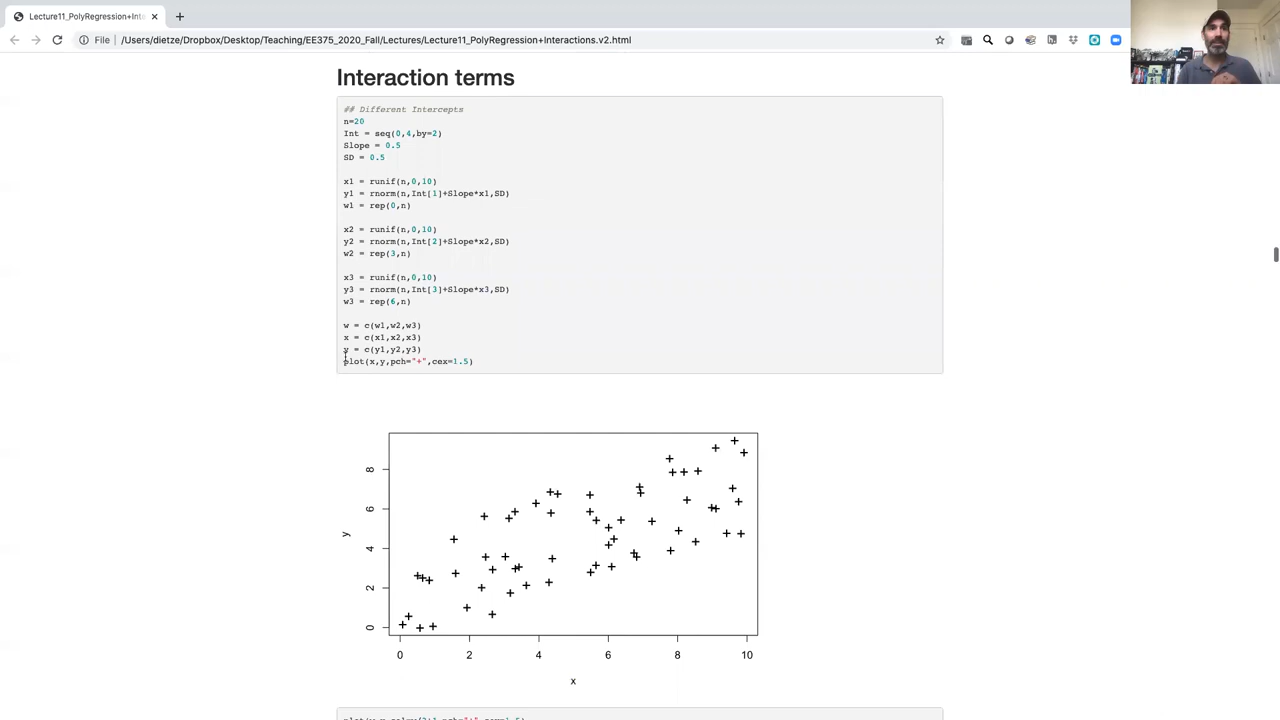 Lecture11_PolyRegression+Inte
File
/Users/dietze/Dropbox/Desktop/Teaching/EE375_2020_Fall/Lectures/Lecture11_PolyRegression+Interactions.v2.html
Interaction terms
## Different Intercepts
n=20
Int = seq(0,4,by=2)
Slope = 0.5
SD = 0.5
x1 = runif(n,0,10)
y1 = rnorm(n,Int[1]+Slope*x1,SD)
w1 = rep(0,n)
x2 = runif(n,0,10)
y2 = rnorm(n,Int[2]+Slope*x2,SD)
w2 = rep(3,n)
x3 = runif(n,0,10)
y3 = rnorm(n,Int[3]+Slope*x3,SD)
w3 = rep(6,n)
w = c(w1,w2,w3)
x = c(x1,x2,x3)
y = c(y1,y2,y3)
plot(x,y,pch="+",cex=1.5)
8
6
4
2
0
y
0 2 4 6 8 10
x